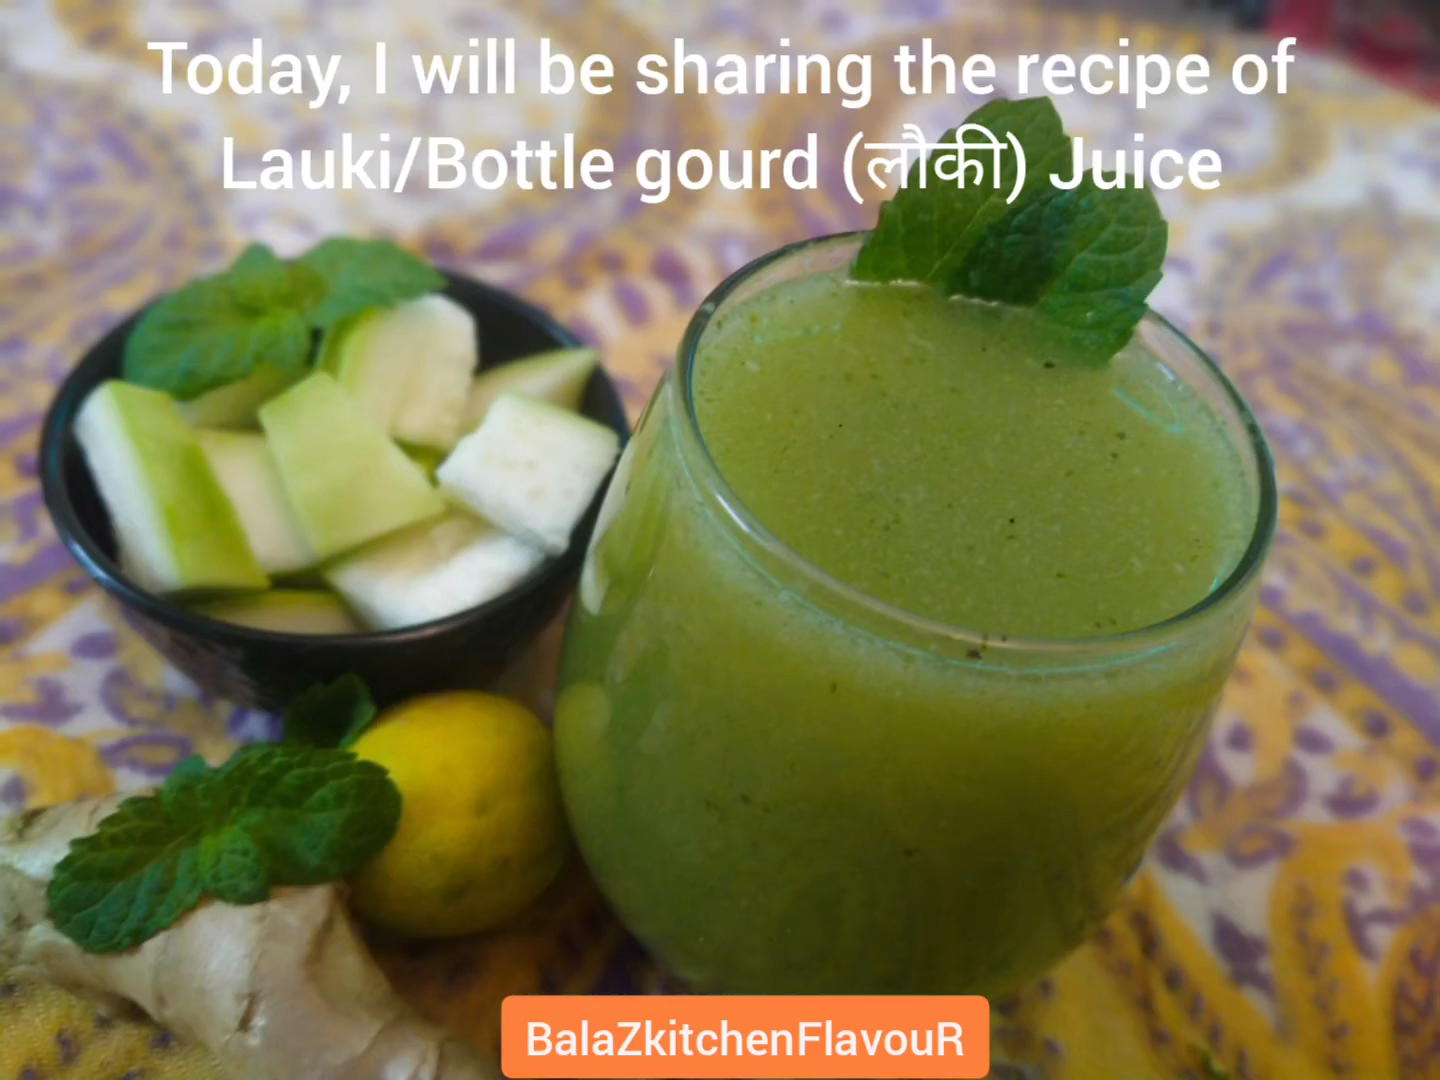 Today, I will be sharing the recipe of
Lauki/Bottle gourd (लौकी) Juice
BalaZkitchenFlavouR